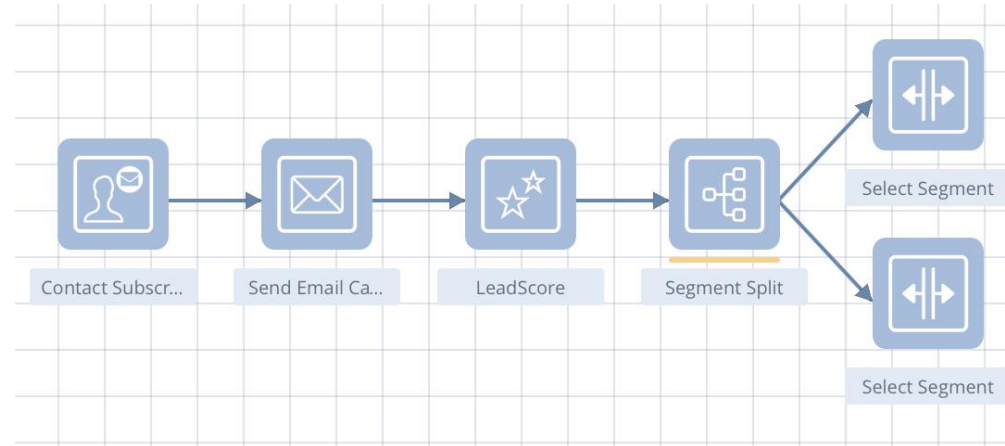 Select Segment
Contact Subscr...
Send Email Ca...
LeadScore
Segment Split
Select Segment